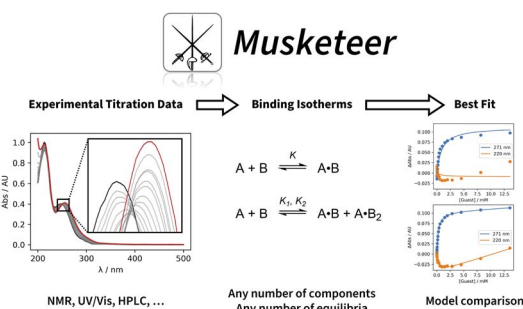 Musketeer
Experimental Titration Data
Binding Isotherms
Best Fit
Abs / AU
1.0
0.8
0.6
0.4
0.2
0.0
200
300
400
500
λ / nm
K
A + B ⇌ A•B
K₁, K₂
A + B ⇌ A•B + A•B₂
ΔAbs / AU
0.100
0.075
0.050
0.025
0.000
−0.025
271 nm
220 nm
0.0 2.5 5.0 7.5 10.0 12.5
[Guest] / mM
ΔAbs / AU
0.100
0.075
0.050
0.025
0.000
−0.025
271 nm
220 nm
0.0 2.5 5.0 7.5 10.0 12.5
[Guest] / mM
NMR, UV/Vis, HPLC, ...
Any number of components
Any number of equilibria
Model comparison